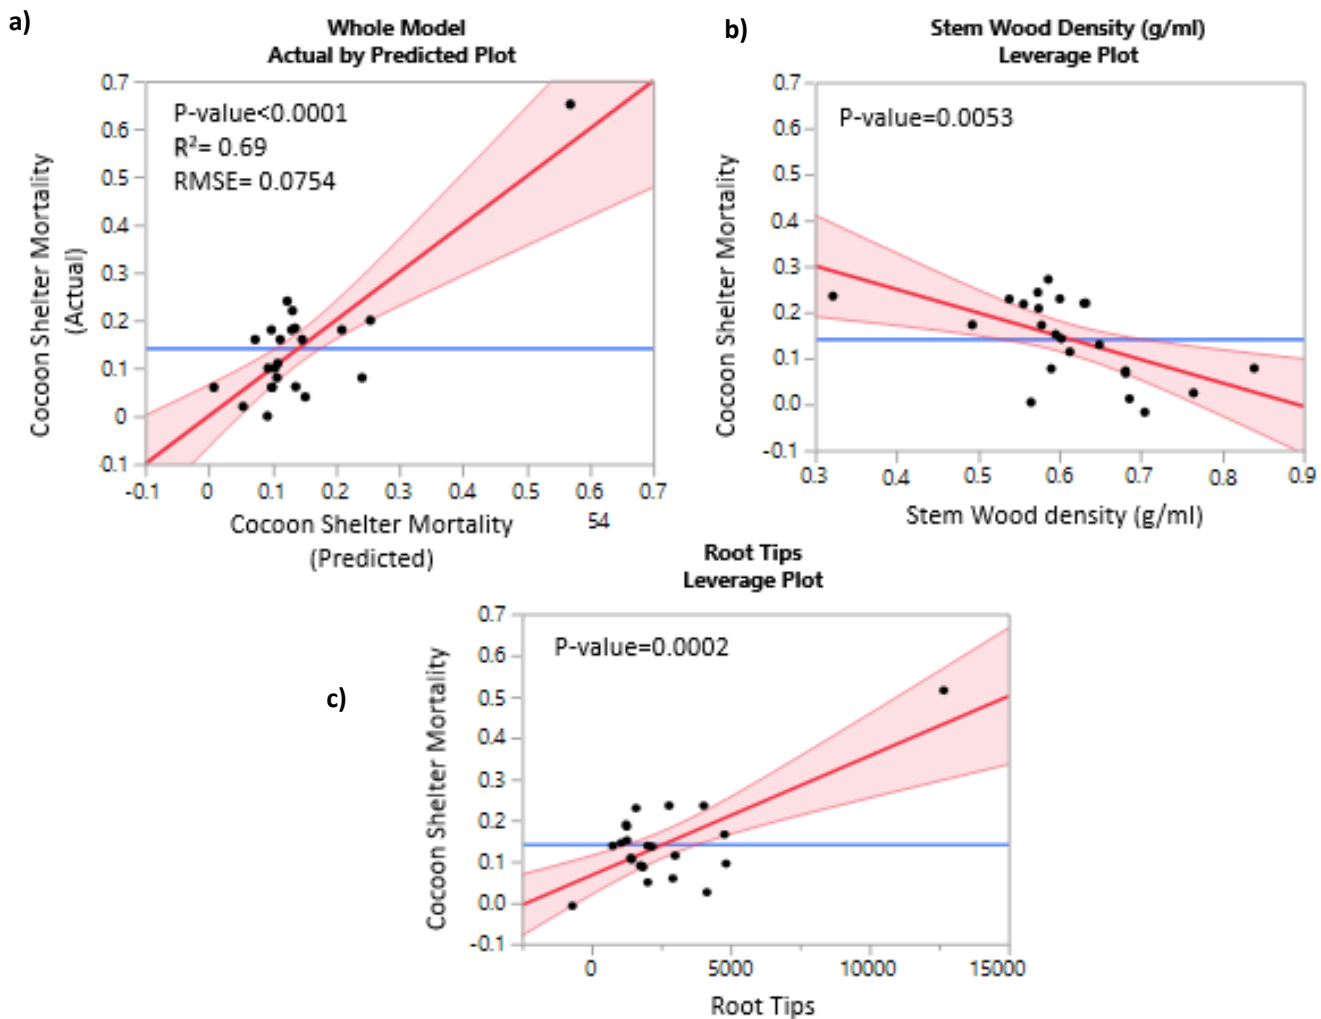 a)
Whole Model
Actual by Predicted Plot
P-value<0.0001
R²= 0.69
RMSE= 0.0754
0.7
0.6
0.5
0.4
0.3
0.2
0.1
0
-0.1
Cocoon Shelter Mortality
(Actual)
-0.1 0 0.1 0.2 0.3 0.4 0.5 0.6 0.7
Cocoon Shelter Mortality
(Predicted)
54
b)
Stem Wood Density (g/ml)
Leverage Plot
P-value=0.0053
0.7
0.6
0.5
0.4
0.3
0.2
0.1
0.0
-0.1
Cocoon Shelter Mortality
0.3 0.4 0.5 0.6 0.7 0.8 0.9
Stem Wood density (g/ml)
c)
Root Tips
Leverage Plot
P-value=0.0002
0.7
0.6
0.5
0.4
0.3
0.2
0.1
0.0
-0.1
Cocoon Shelter Mortality
0 5000 10000 15000
Root Tips